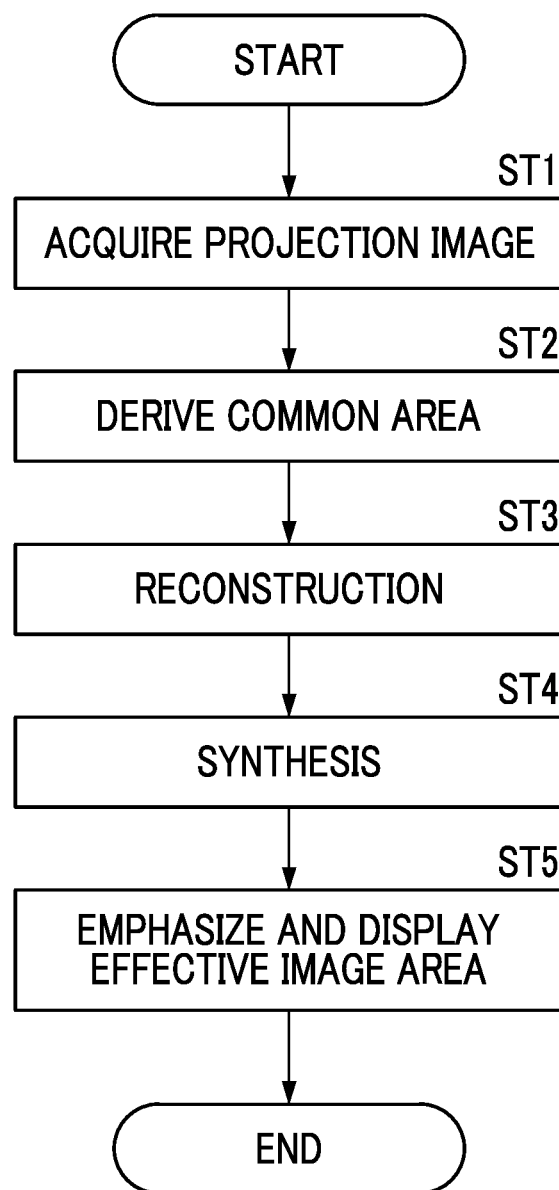 START
ST1
ACQUIRE PROJECTION IMAGE
ST2
DERIVE COMMON AREA
ST3
RECONSTRUCTION
ST4
SYNTHESIS
ST5
EMPHASIZE AND DISPLAY
EFFECTIVE IMAGE AREA
END